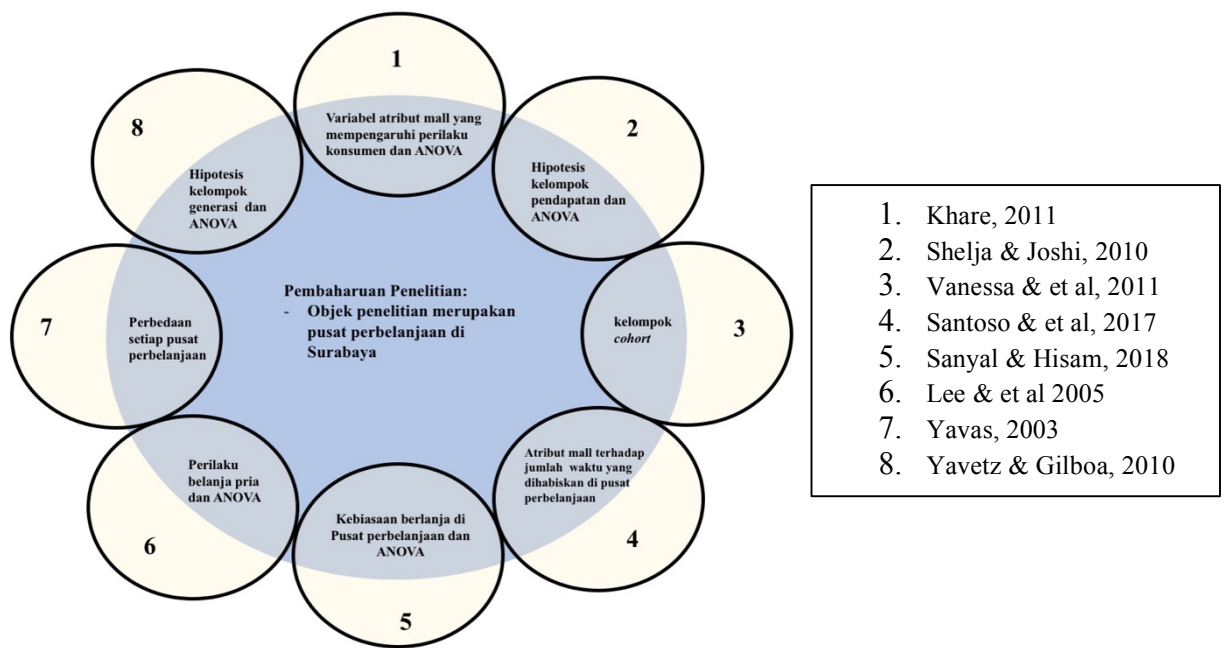 1
Variabel atribut mall yang
mempengaruhi perilaku
konsumen dan ANOVA
2
Hipotesis
kelompok
pendapatan dan
ANOVA
3
kelompok
cohort
4
Atribut mall terhadap
jumlah waktu yang
dihabiskan di pusat
perbelanjaan
5
Kebiasaan berlanja di
Pusat perbelanjaan dan
ANOVA
6
Perilaku
belanja pria
dan ANOVA
7
Perbedaan
setiap pusat
perbelanjaan
8
Hipotesis
kelompok
generasi dan
ANOVA
Pembaharuan Penelitian:
- Objek penelitian merupakan
pusat perbelanjaan di
Surabaya
1. Khare, 2011
2. Shelja & Joshi, 2010
3. Vanessa & et al, 2011
4. Santoso & et al, 2017
5. Sanyal & Hisam, 2018
6. Lee & et al 2005
7. Yavas, 2003
8. Yavetz & Gilboa, 2010